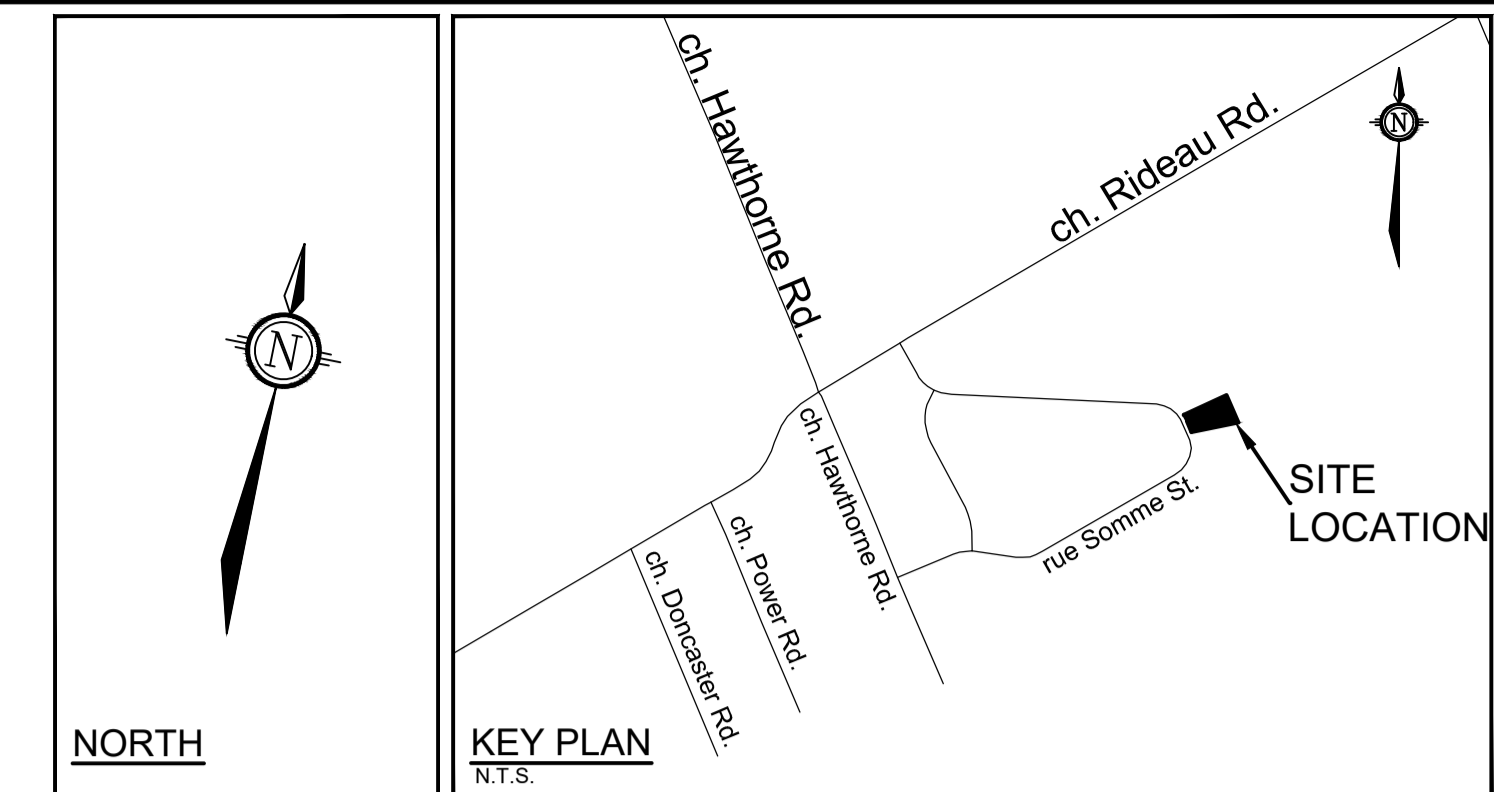 N
NORTH
ch. Hawthorne Rd.
ch. Rideau Rd.
N
ch. Hawthorne Rd.
rue Somme St.
SITE
LOCATION
ch. Power Rd.
ch. Doncaster Rd.
KEY PLAN
N.T.S.